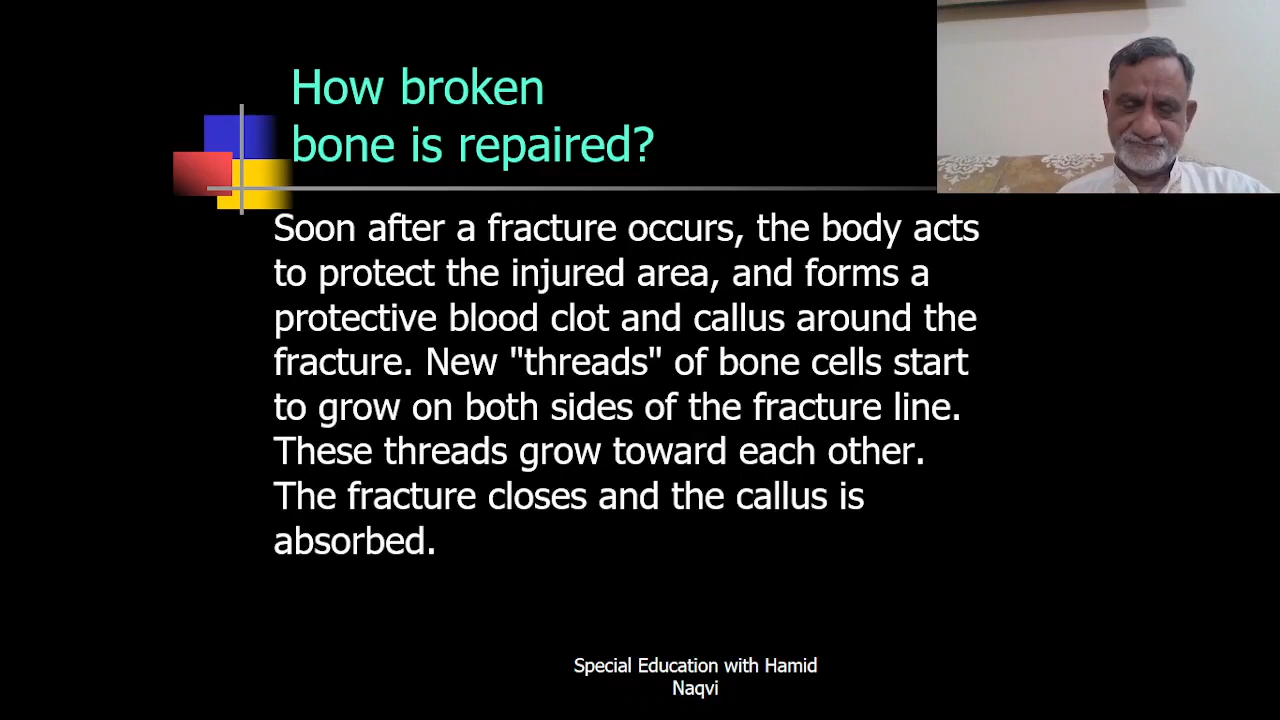 How broken
bone is repaired?
Soon after a fracture occurs, the body acts
to protect the injured area, and forms a
protective blood clot and callus around the
fracture. New "threads" of bone cells start
to grow on both sides of the fracture line.
These threads grow toward each other.
The fracture closes and the callus is
absorbed.
Special Education with Hamid
Naqvi